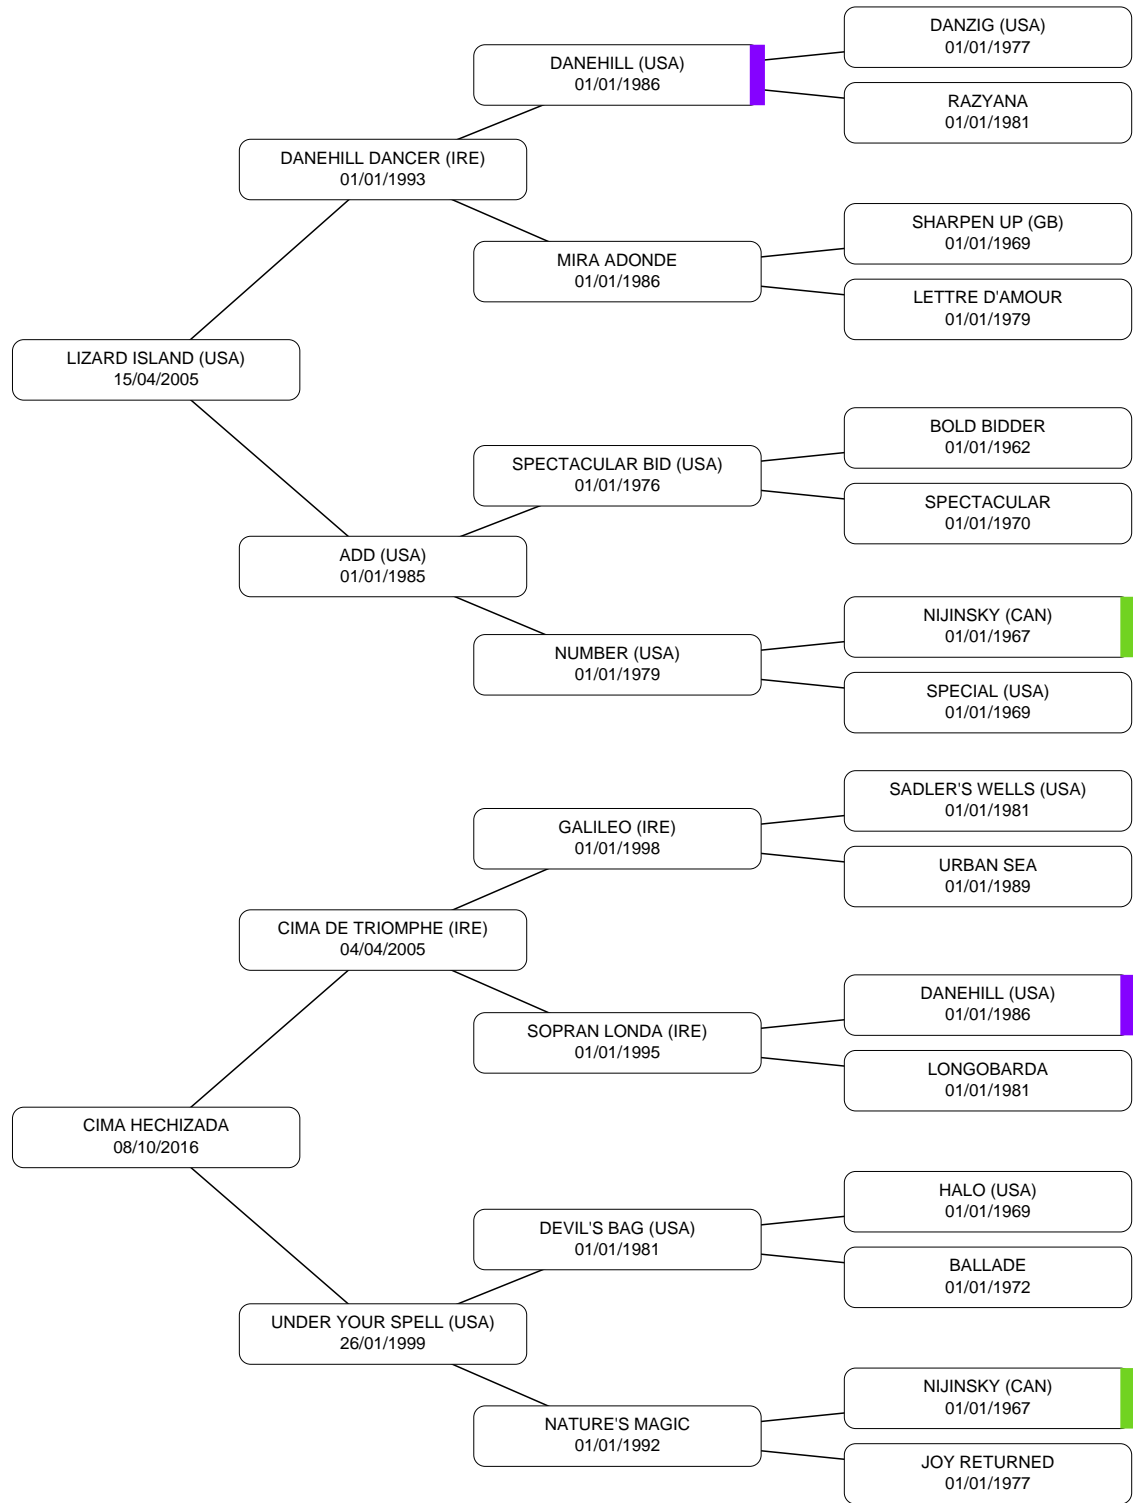 DANZIG (USA)
01/01/1977
DANEHILL (USA)
01/01/1986
RAZYANA
01/01/1981
DANEHILL DANCER (IRE)
01/01/1993
SHARPEN UP (GB)
01/01/1969
MIRA ADONDE
01/01/1986
LETTRE D'AMOUR
01/01/1979
LIZARD ISLAND (USA)
15/04/2005
BOLD BIDDER
01/01/1962
SPECTACULAR BID (USA)
01/01/1976
SPECTACULAR
01/01/1970
ADD (USA)
01/01/1985
NIJINSKY (CAN)
01/01/1967
NUMBER (USA)
01/01/1979
SPECIAL (USA)
01/01/1969
SADLER'S WELLS (USA)
01/01/1981
GALILEO (IRE)
01/01/1998
URBAN SEA
01/01/1989
CIMA DE TRIOMPHE (IRE)
04/04/2005
DANEHILL (USA)
01/01/1986
SOPRAN LONDA (IRE)
01/01/1995
LONGOBARDA
01/01/1981
CIMA HECHIZADA
08/10/2016
HALO (USA)
01/01/1969
DEVIL'S BAG (USA)
01/01/1981
BALLADE
01/01/1972
UNDER YOUR SPELL (USA)
26/01/1999
NIJINSKY (CAN)
01/01/1967
NATURE'S MAGIC
01/01/1992
JOY RETURNED
01/01/1977